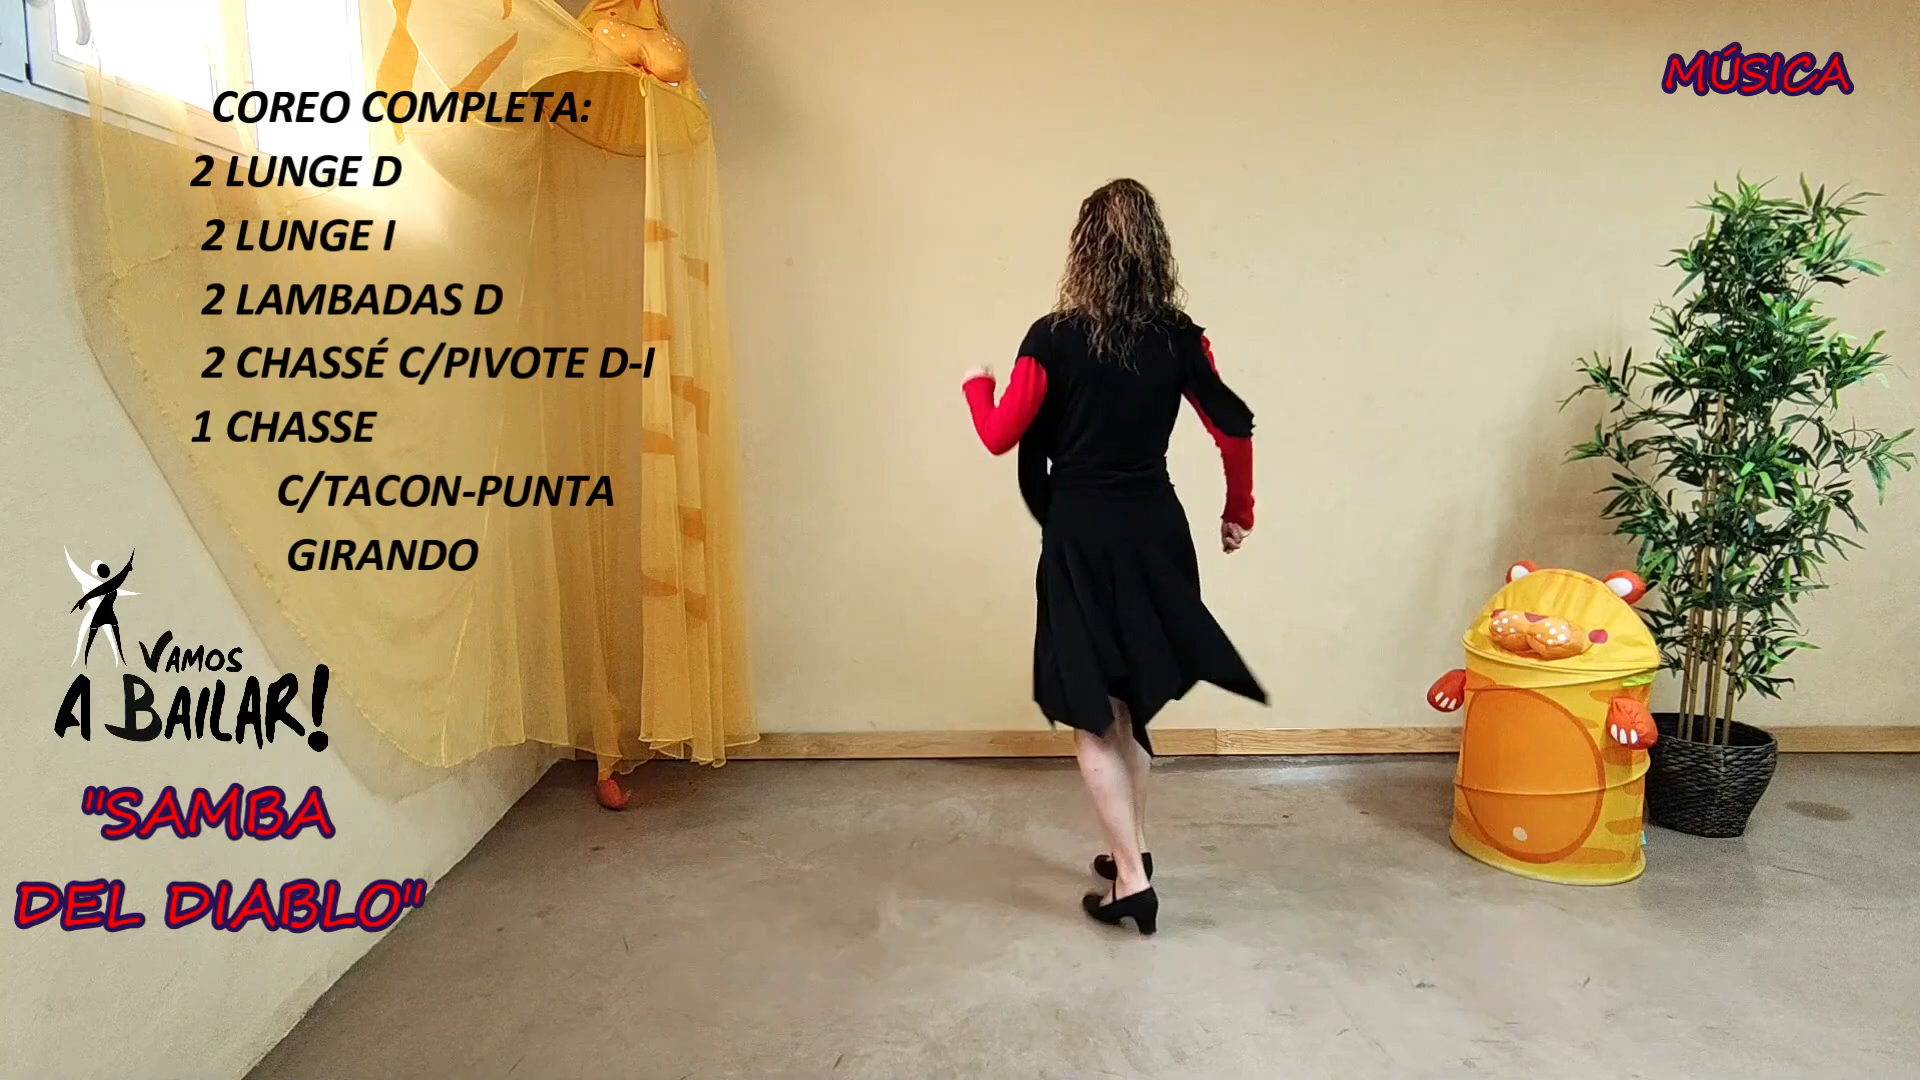 COREO COMPLETA:
2 LUNGE D
2 LUNGE I
2 LAMBADAS D
2 CHASSÉ C/PIVOTE D-I
1 CHASSE
C/TACON-PUNTA
GIRANDO
MÚSICA
VAMOS
A BAILAR!
"SAMBA
DEL DIABLO"